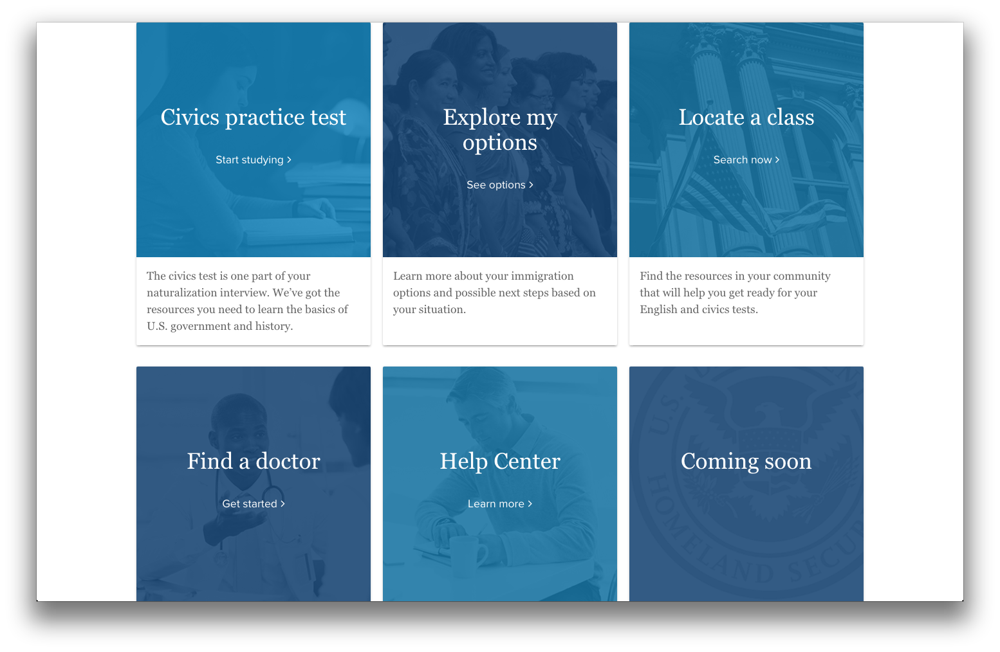 Civics practice test
Start studying >
Explore my
options
See options >
Locate a class
Search now >
The civics test is one part of your
naturalization interview. We’ve got the
resources you need to learn the basics of
U.S. government and history.
Learn more about your immigration
options and possible next steps based on
your situation.
Find the resources in your community
that will help you get ready for your
English and civics tests.
Find a doctor
Get started >
Help Center
Learn more >
Coming soon
U.S.
HOMELAND SECUR